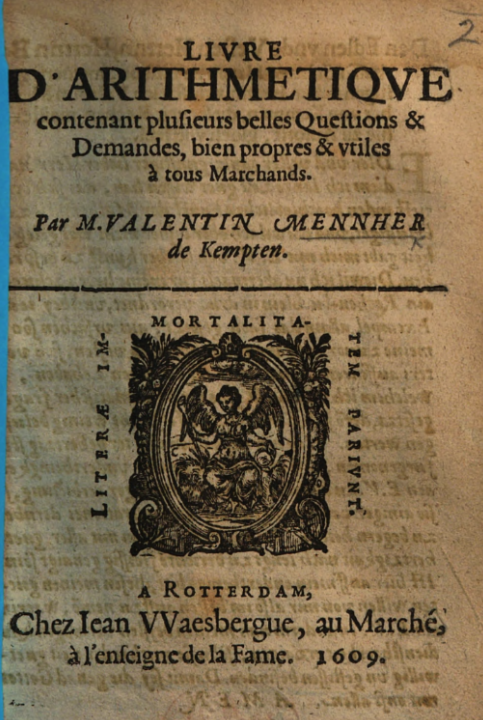 2
LIVRE
D'ARITHMETIQVE
contenant pluſieurs belles Queſtions &
Demandes, bien propres & vtiles
à tous Marchands.
Par M. VALENTIN MENNHER
de Kempten.
LITERÆ IM-
MORTALITA-
TEM PARIVNT.
A ROTTERDAM,
Chez Iean VVaesbergue, au Marché,
à l'enſeigne de la Fame. 1609.